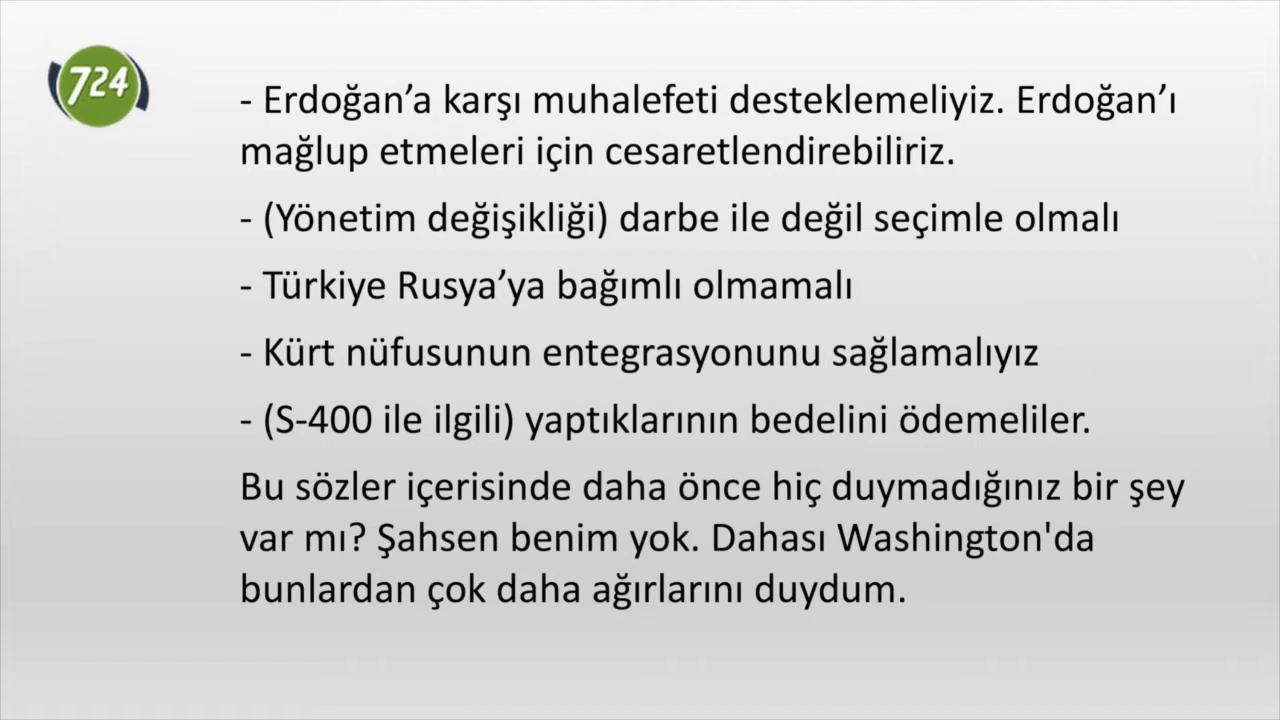 724
- Erdoğan’a karşı muhalefeti desteklemeliyiz. Erdoğan’ı
mağlup etmeleri için cesaretlendirebiliriz.
- (Yönetim değişikliği) darbe ile değil seçimle olmalı
- Türkiye Rusya’ya bağımlı olmamalı
- Kürt nüfusunun entegrasyonunu sağlamalıyız
- (S-400 ile ilgili) yaptıklarının bedelini ödemeliler.
Bu sözler içerisinde daha önce hiç duymadığınız bir şey
var mı? Şahsen benim yok. Dahası Washington'da
bunlardan çok daha ağırlarını duydum.